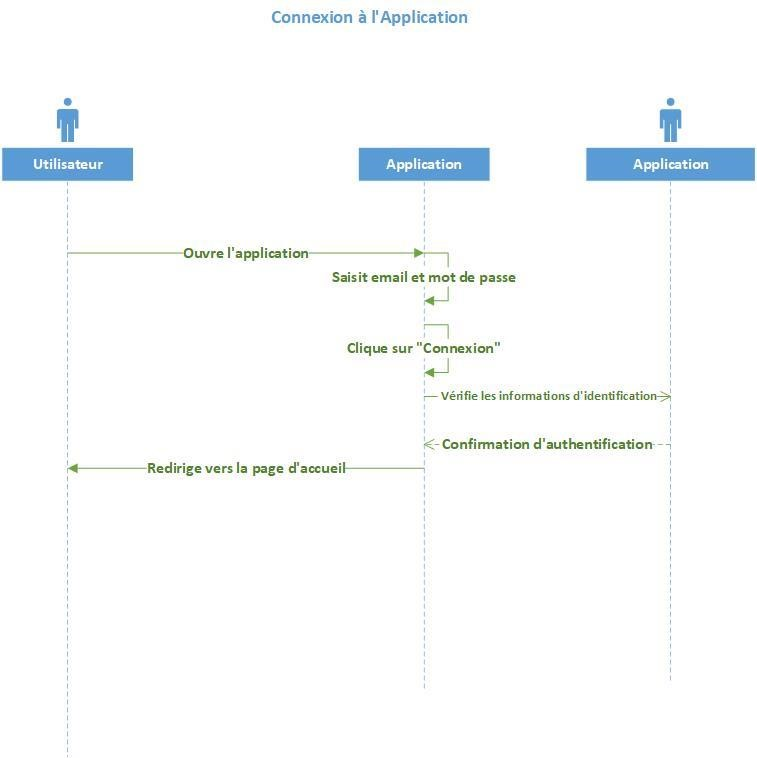 Connexion à l'Application
Utilisateur
Application
Application
Ouvre l'application
Saisit email et mot de passe
Clique sur "Connexion"
Vérifie les informations d'identification
Confirmation d'authentification
Redirige vers la page d'accueil